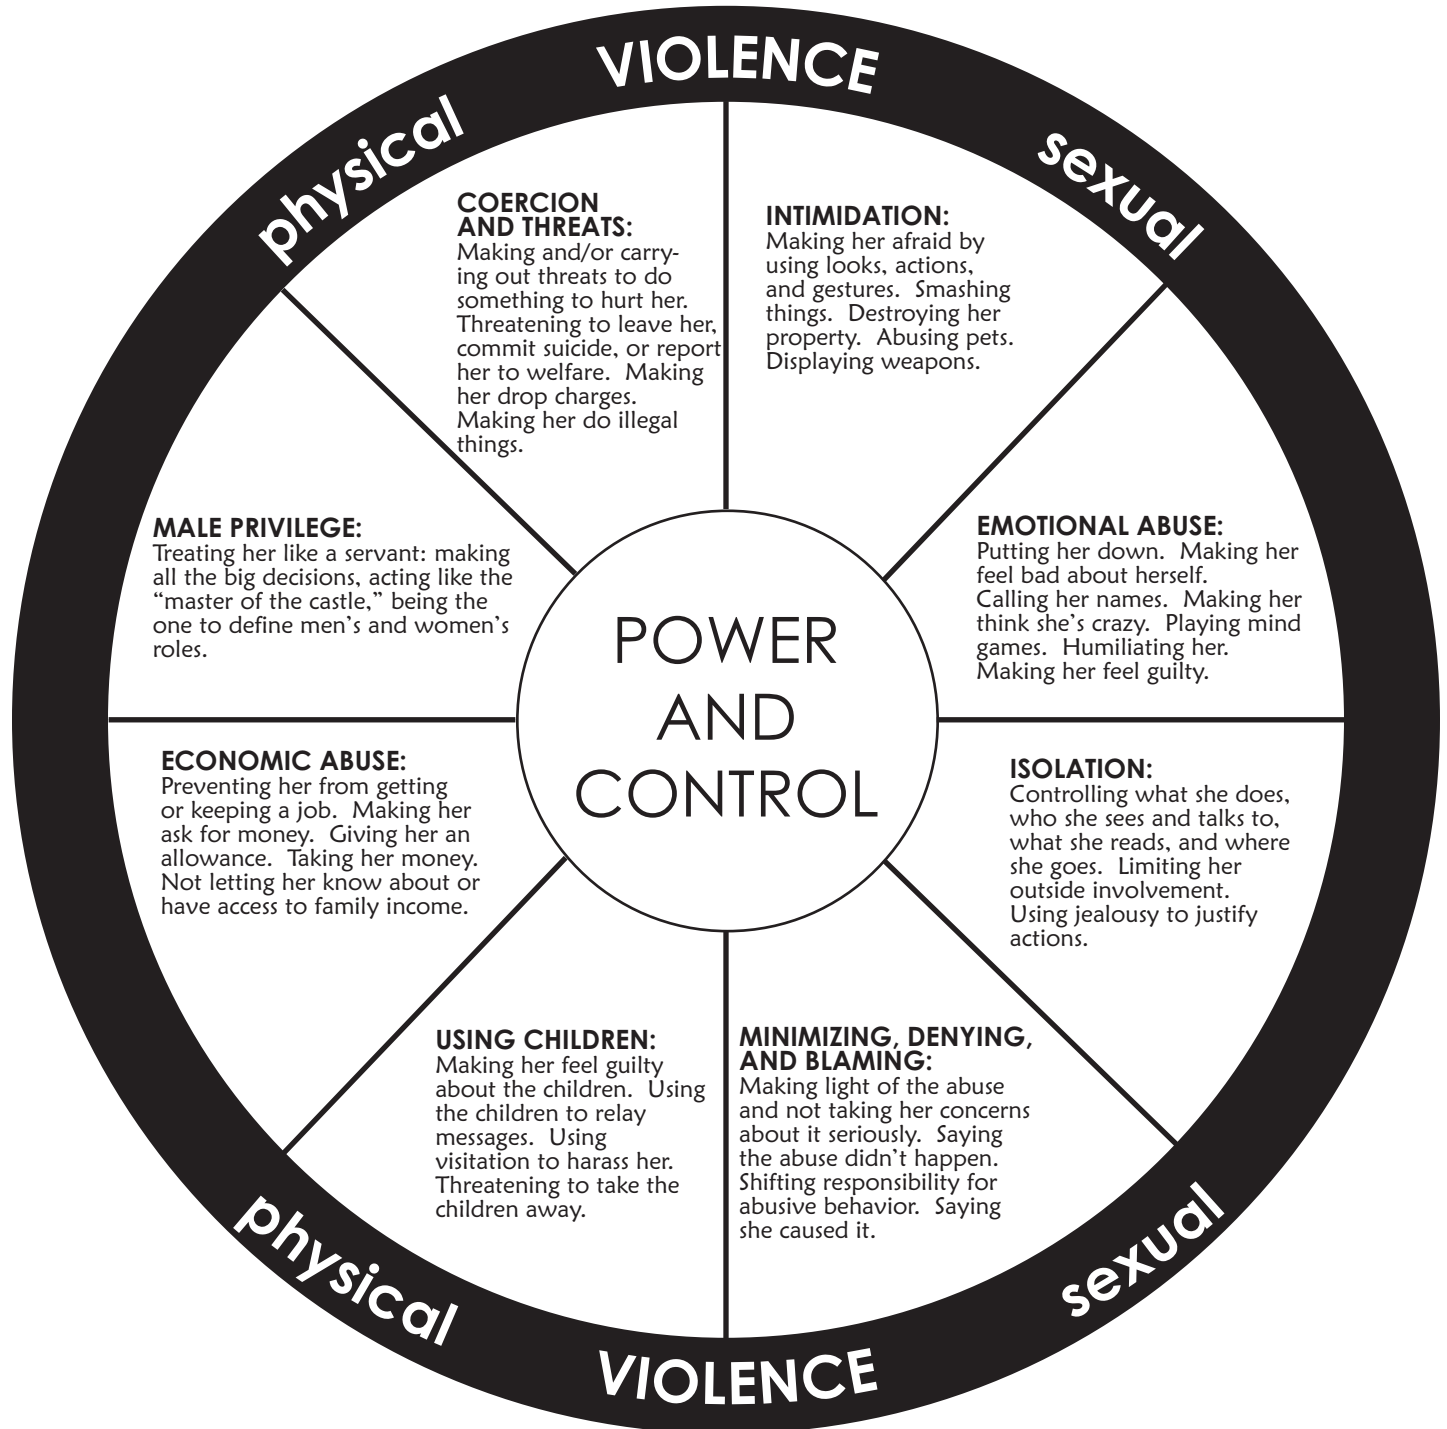 VIOLENCE
physical
sexual
COERCION
AND THREATS:
Making and/or carry-
ing out threats to do
something to hurt her.
Threatening to leave her,
commit suicide, or report
her to welfare.  Making
her drop charges.
Making her do illegal
things.
INTIMIDATION:
Making her afraid by
using looks, actions,
and gestures.  Smashing
things.  Destroying her
property.  Abusing pets.
Displaying weapons.
MALE PRIVILEGE:
Treating her like a servant: making
all the big decisions, acting like the
“master of the castle,” being the
one to define men’s and women’s
roles.
EMOTIONAL ABUSE:
Putting her down.  Making her
feel bad about herself.
Calling her names.  Making her
think she’s crazy.  Playing mind
games.  Humiliating her.
Making her feel guilty.
POWER
AND
CONTROL
ECONOMIC ABUSE:
Preventing her from getting
or keeping a job.  Making her
ask for money.  Giving her an
allowance.  Taking her money.
Not letting her know about or
have access to family income.
ISOLATION:
Controlling what she does,
who she sees and talks to,
what she reads, and where
she goes.  Limiting her
outside involvement.
Using jealousy to justify
actions.
USING CHILDREN:
Making her feel guilty
about the children.  Using
the children to relay
messages.  Using
visitation to harass her.
Threatening to take the
children away.
MINIMIZING, DENYING,
AND BLAMING:
Making light of the abuse
and not taking her concerns
about it seriously.  Saying
the abuse didn’t happen.
Shifting responsibility for
abusive behavior.  Saying
she caused it.
physical
sexual
VIOLENCE